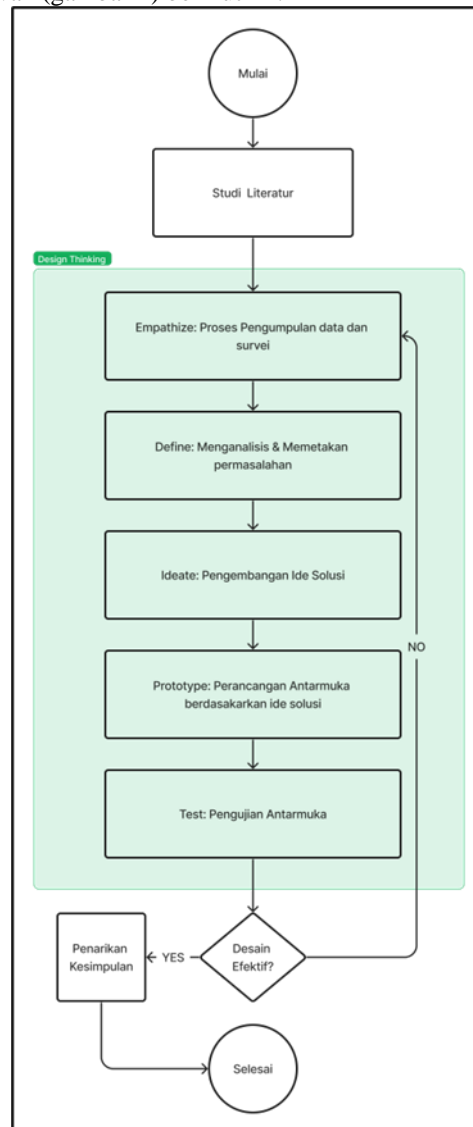 Mulai
Studi Literatur
Design Thinking
Empathize: Proses Pengumpulan data dan
survei
Define: Menganalisis & Memetakan
permasalahan
Ideate: Pengembangan Ide Solusi
NO
Prototype: Perancangan Antarmuka
berdasakarkan ide solusi
Test: Pengujian Antarmuka
Penarikan
Kesimpulan
YES
Desain
Efektif?
Selesai